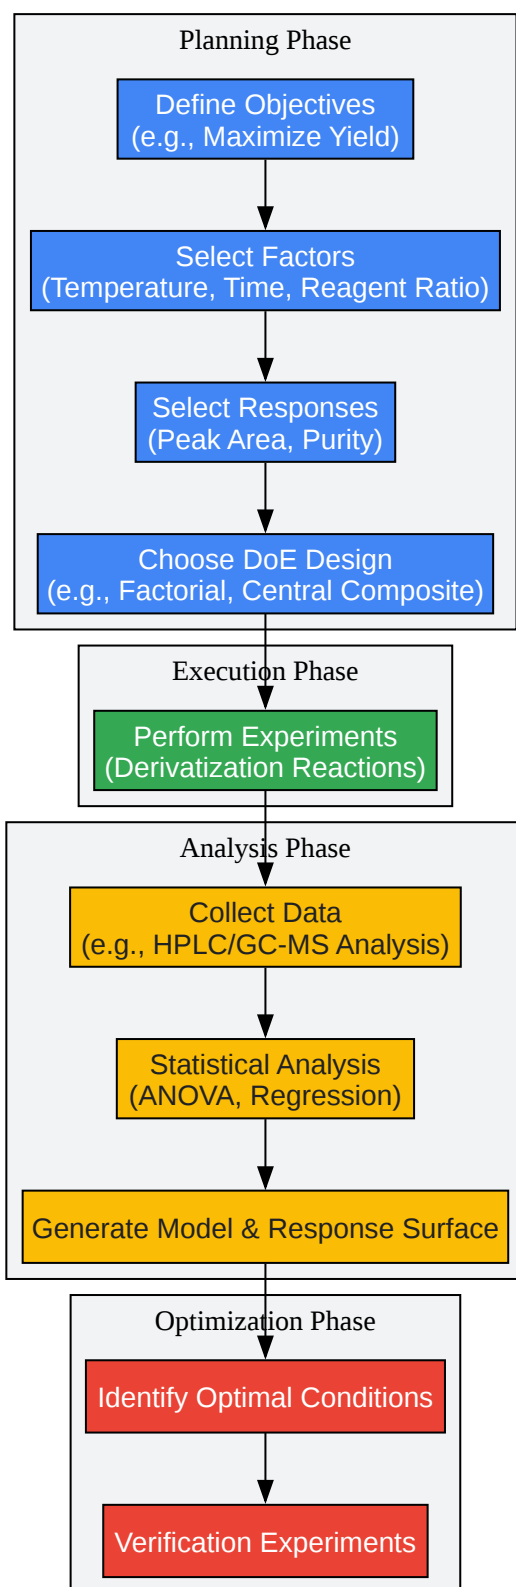 Planning Phase
Define Objectives
(e.g., Maximize Yield)
Select Factors
(Temperature, Time, Reagent Ratio)
Select Responses
(Peak Area, Purity)
Choose DoE Design
(e.g., Factorial, Central Composite)
Execution Phase
Perform Experiments
(Derivatization Reactions)
Analysis Phase
Collect Data
(e.g., HPLC/GC-MS Analysis)
Statistical Analysis
(ANOVA, Regression)
Generate Model & Response Surface
Optimization Phase
Identify Optimal Conditions
Verification Experiments